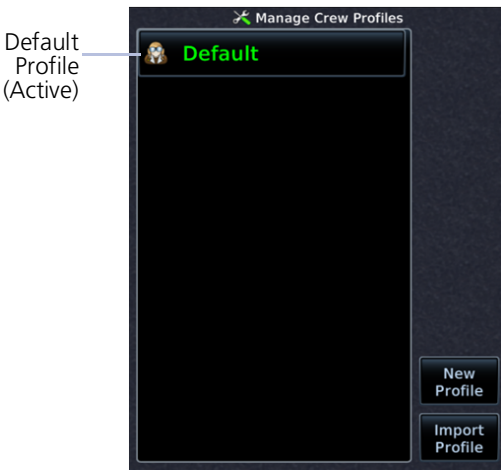 Manage Crew Profiles
Default
Profile
(Active)
Default
New
Profile
Import
Profile